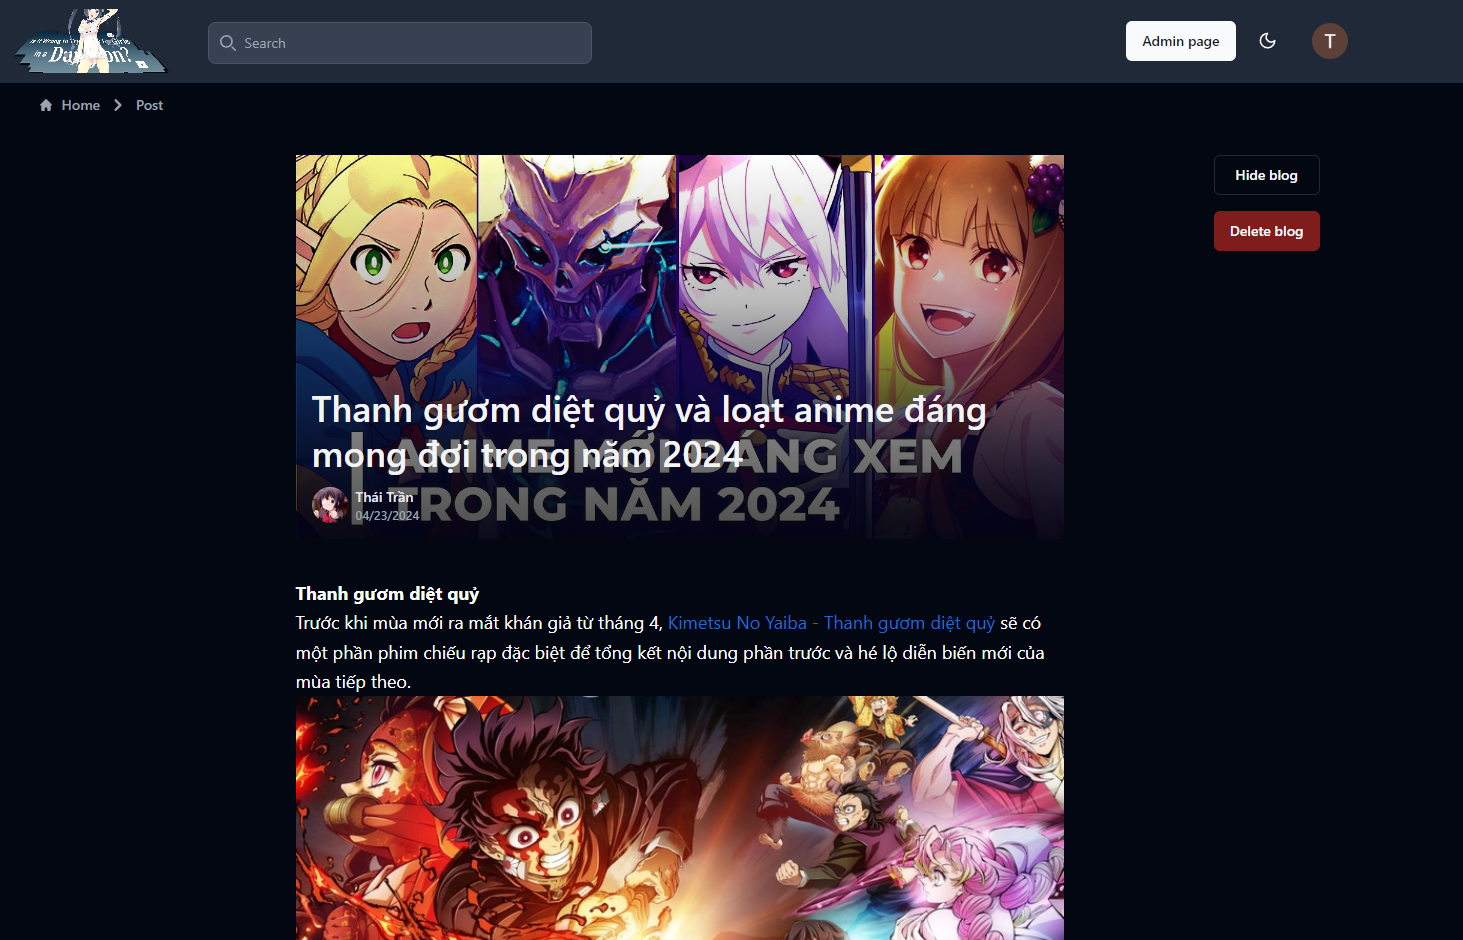 in a Dungeon?
Search
Admin page
T
Home
Post
Hide blog
Delete blog
Thanh gươm diệt quỷ và loạt anime đáng
mong đợi trong năm 2024
ANIME MỚI ĐÁNG XEM
TRONG NĂM 2024
Thái Trần
04/23/2024
Thanh gươm diệt quỷ
Trước khi mùa mới ra mắt khán giả từ tháng 4, Kimetsu No Yaiba - Thanh gươm diệt quỷ sẽ có
một phần phim chiếu rạp đặc biệt để tổng kết nội dung phần trước và hé lộ diễn biến mới của
mùa tiếp theo.